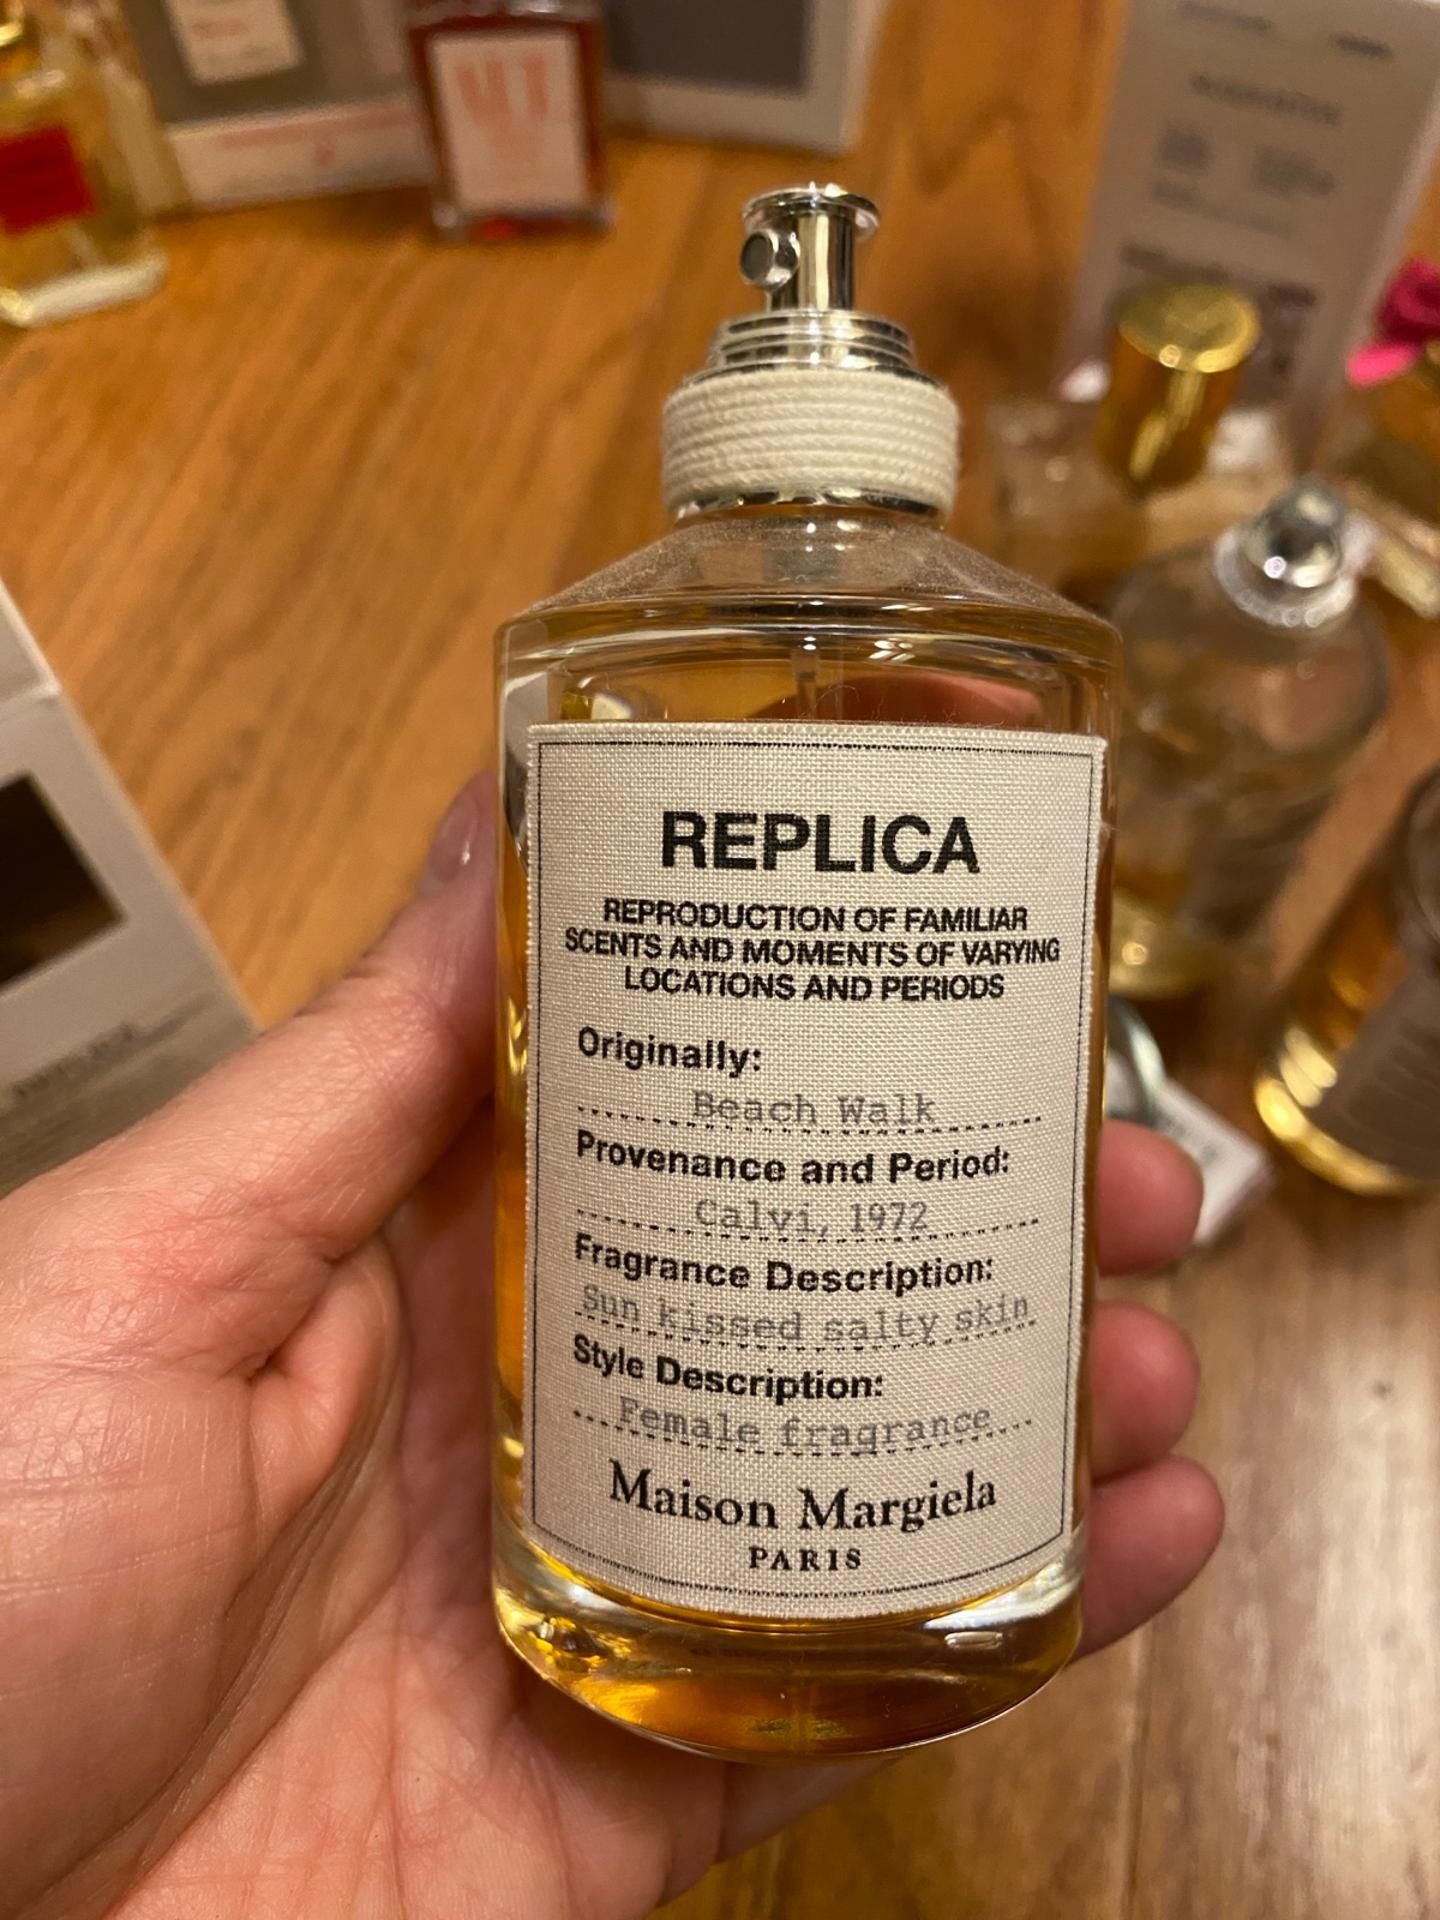 REPLICA
REPRODUCTION OF FAMILIAR
SCENTS AND MOMENTS OF VARYING
LOCATIONS AND PERIODS
Originally:
Beach Walk
Provenance and Period:
Calvi, 1972
Fragrance Description:
Sun kissed salty skin
Style Description:
Female fragrance
Maison Margiela
PARIS